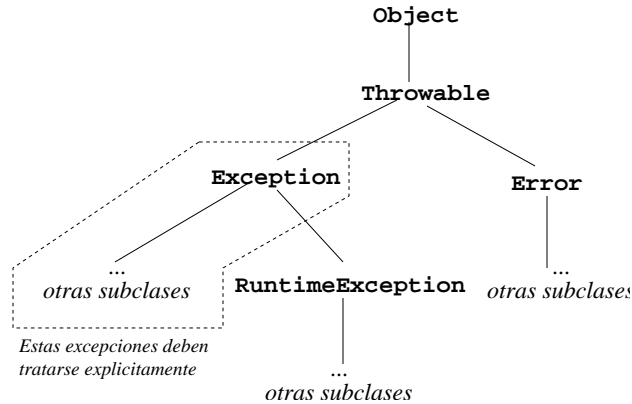 Object
Throwable
Exception
Error
...
otras subclases
RuntimeException
...
otras subclases
Estas excepciones deben
tratarse explicitamente
...
otras subclases